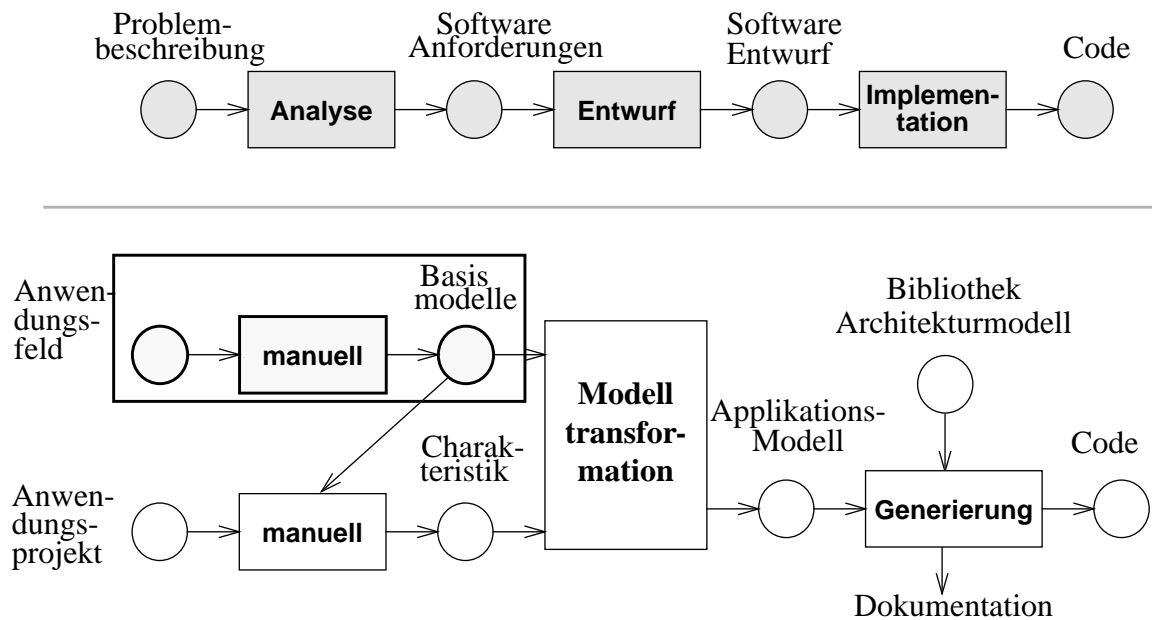 Problem-
beschreibung
Software
Anforderungen
Software
Entwurf
Code
Analyse
Entwurf
Implemen-
tation
Anwen-
dungs-
feld
Basis
modelle
manuell
Bibliothek
Architekturmodell
Modell
transfor-
mation
Applikations-
Modell
Code
Charak-
teristik
Anwen-
dungs-
projekt
manuell
Generierung
Dokumentation